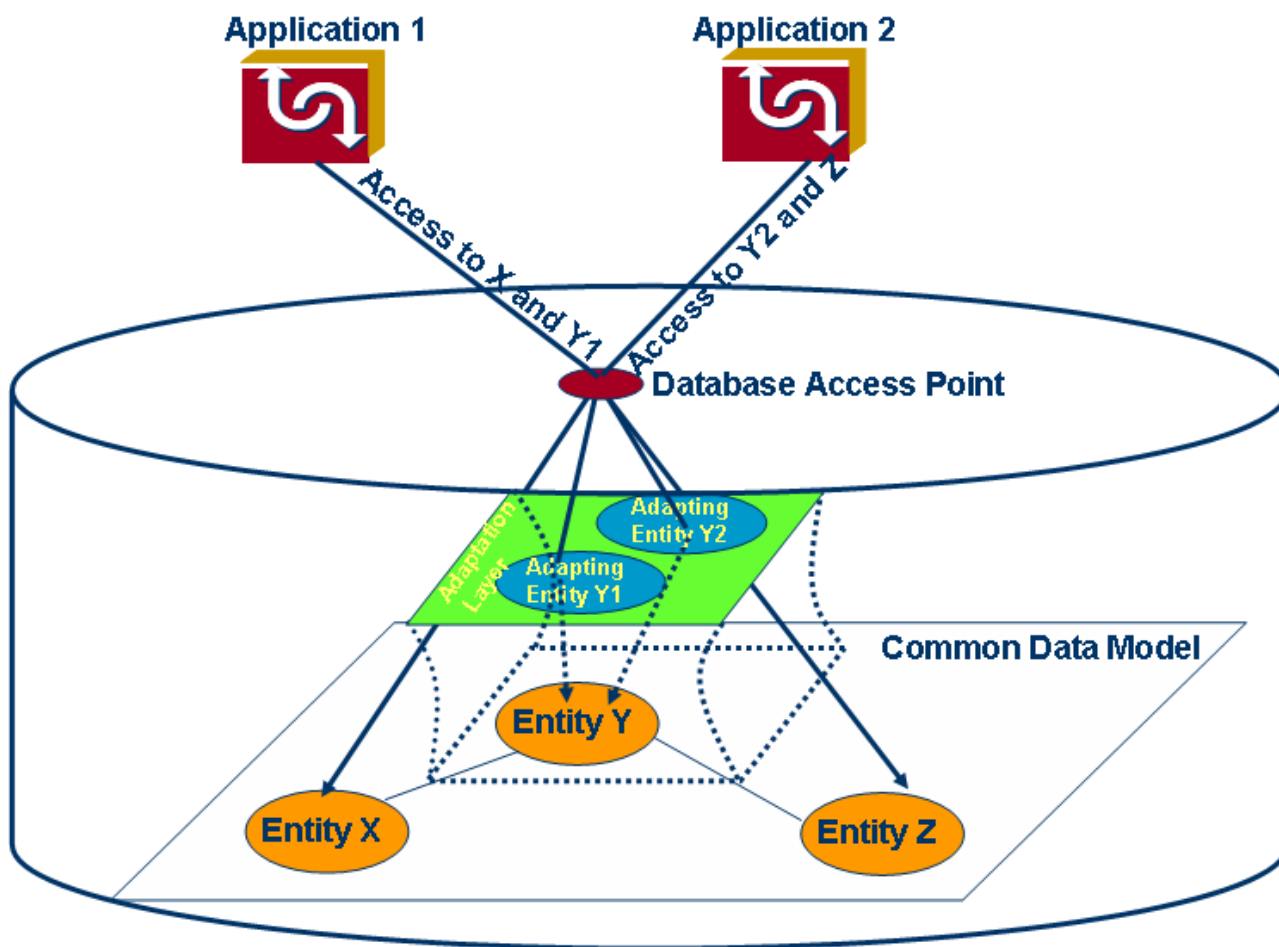 Application 1
Application 2
Access to X and Y1
Access to Y2 and Z
Database Access Point
Adaptation
Layer
Adapting
Entity Y2
Adapting
Entity Y1
Common Data Model
Entity Y
Entity X
Entity Z